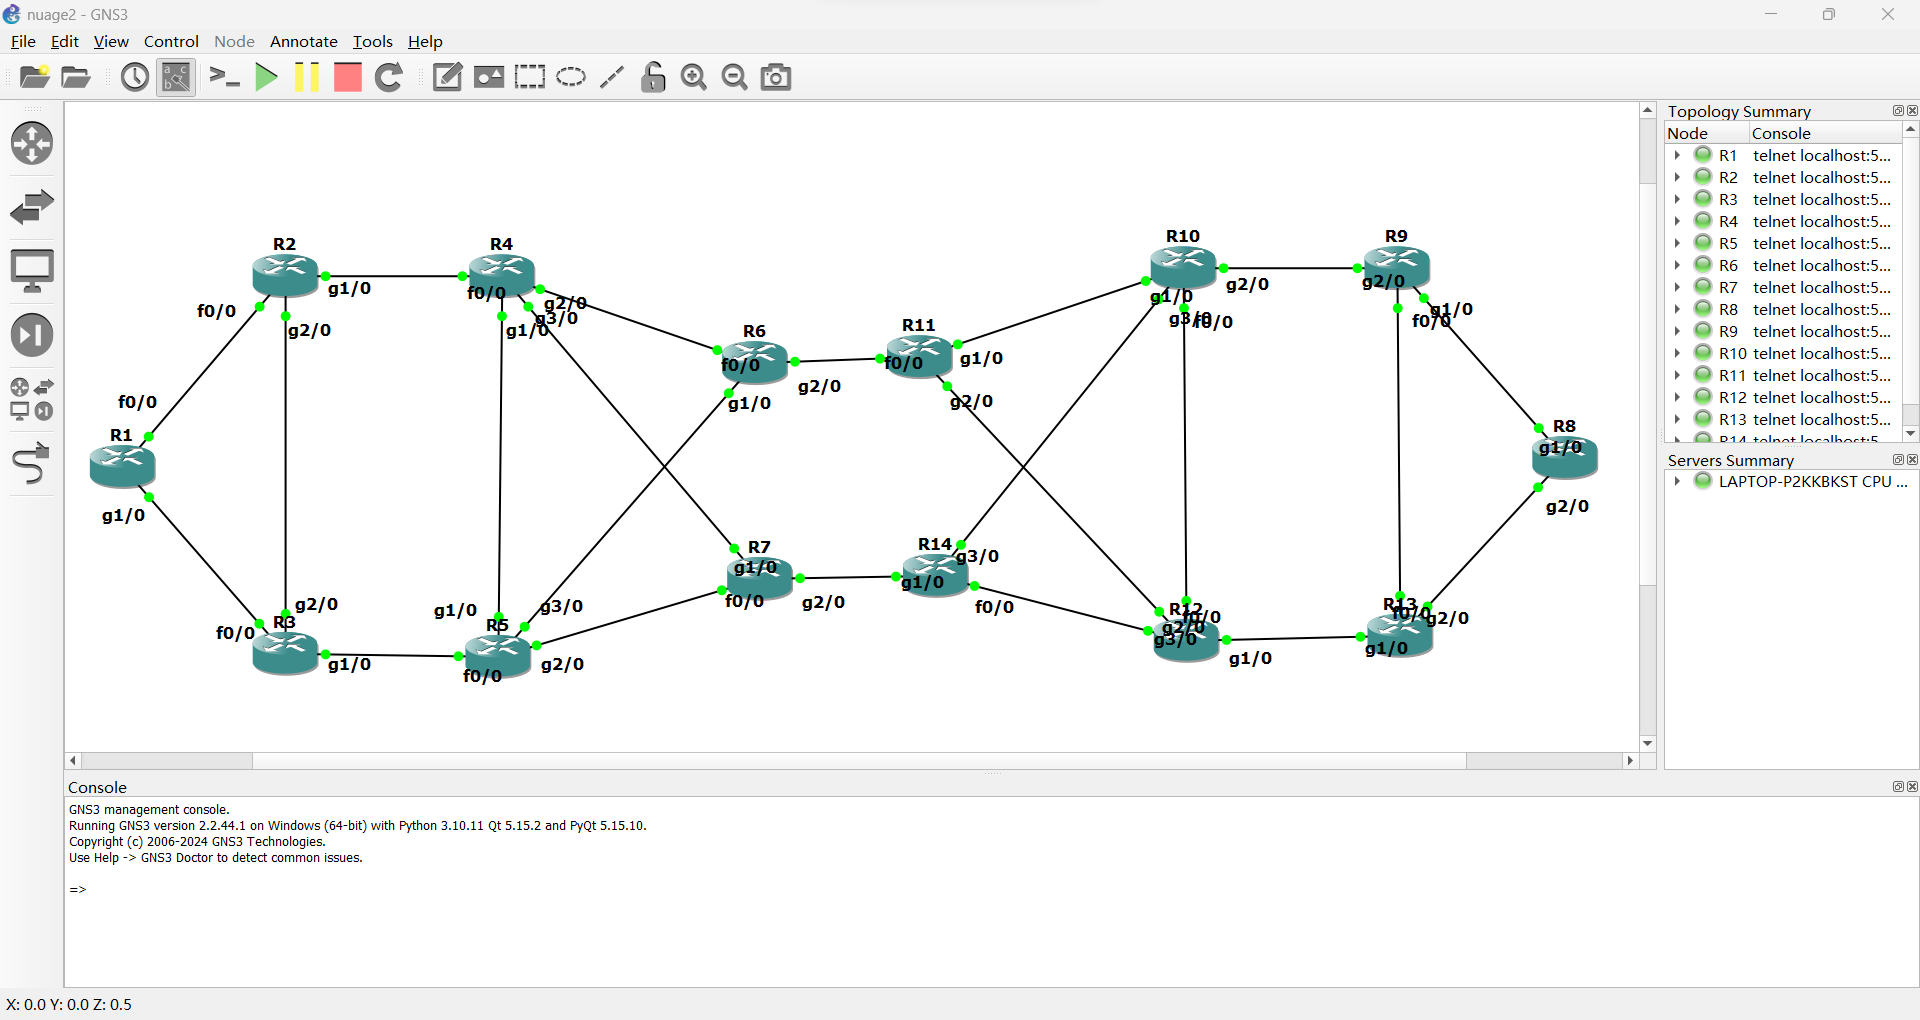 nuage2 - GNS3
File Edit View Control Node Annotate Tools Help
Topology Summary
Node Console
R1 telnet localhost:5...
R2 telnet localhost:5...
R3 telnet localhost:5...
R4 telnet localhost:5...
R5 telnet localhost:5...
R6 telnet localhost:5...
R7 telnet localhost:5...
R8 telnet localhost:5...
R9 telnet localhost:5...
R10 telnet localhost:5...
R11 telnet localhost:5...
R12 telnet localhost:5...
R13 telnet localhost:5...
R14 telnet localhost:5...
Servers Summary
LAPTOP-P2KKBKST CPU ...
R2
R4
R10
R9
g1/0
f0/0
g2/0
g3/0
g1/0
f0/0
g2/0
g1/0
g2/0
g3/0
f0/0
g2/0
g1/0
f0/0
R6
f0/0
g2/0
g1/0
R11
f0/0
g1/0
g2/0
f0/0
R1
g1/0
R8
g1/0
g2/0
R7
g1/0
f0/0
g2/0
R14
g3/0
g1/0
f0/0
g2/0
R3
f0/0
g1/0
g1/0
g3/0
R5
f0/0
g2/0
R12
f0/0
g2/0
g3/0
g1/0
R13
f0/0
g2/0
g1/0
Console
GNS3 management console.
Running GNS3 version 2.2.44.1 on Windows (64-bit) with Python 3.10.11 Qt 5.15.2 and PyQt 5.15.10.
Copyright (c) 2006-2024 GNS3 Technologies.
Use Help -> GNS3 Doctor to detect common issues.
=>
X: 0.0 Y: 0.0 Z: 0.5